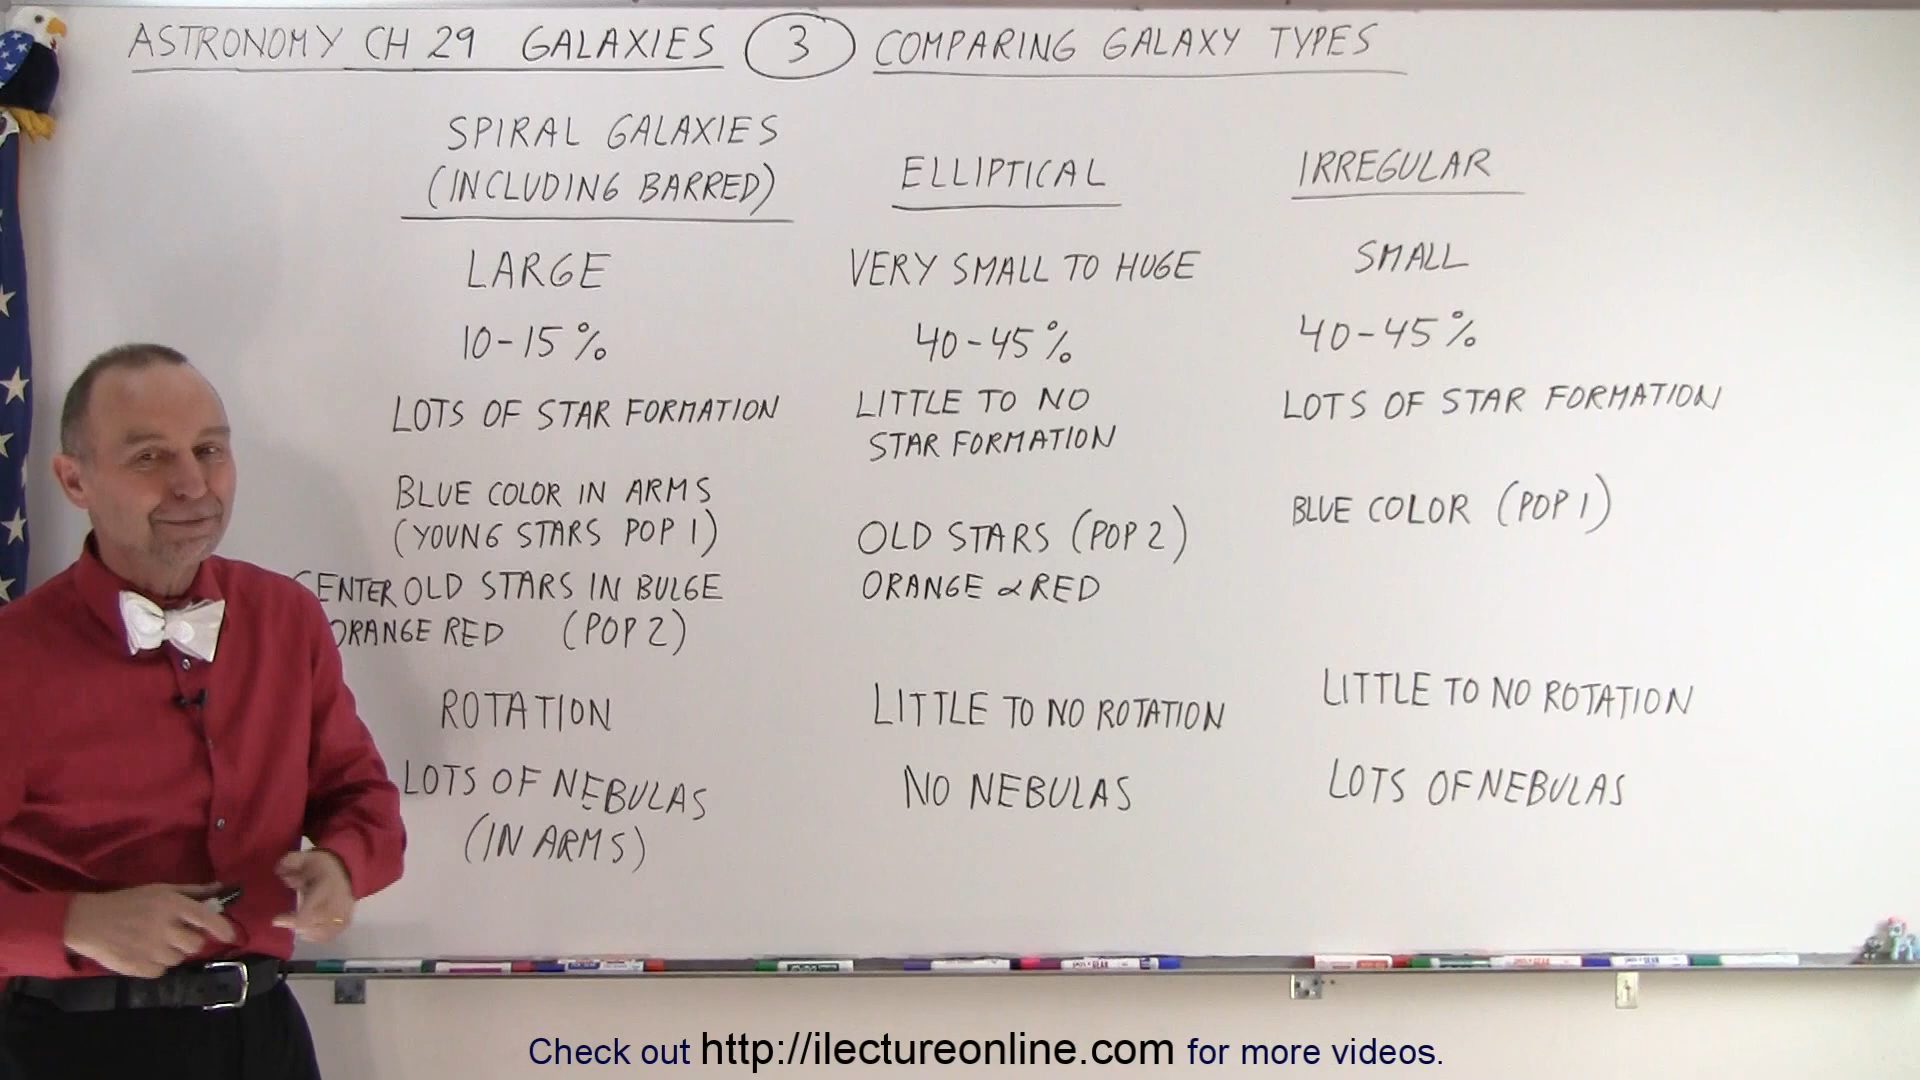 ASTRONOMY CH 29 GALAXIES 3 COMPARING GALAXY TYPES
SPIRAL GALAXIES
(INCLUDING BARRED)
LARGE
10-15%
LOTS OF STAR FORMATION
BLUE COLOR IN ARMS
(YOUNG STARS POP 1)
CENTER OLD STARS IN BULGE
ORANGE RED (POP 2)
ROTATION
LOTS OF NEBULAS
(IN ARMS)
ELLIPTICAL
VERY SMALL TO HUGE
40-45%
LITTLE TO NO
STAR FORMATION
OLD STARS (POP 2)
ORANGE & RED
LITTLE TO NO ROTATION
NO NEBULAS
IRREGULAR
SMALL
40-45%
LOTS OF STAR FORMATION
BLUE COLOR (POP 1)
LITTLE TO NO ROTATION
LOTS OF NEBULAS
Check out http://ilectureonline.com for more videos.